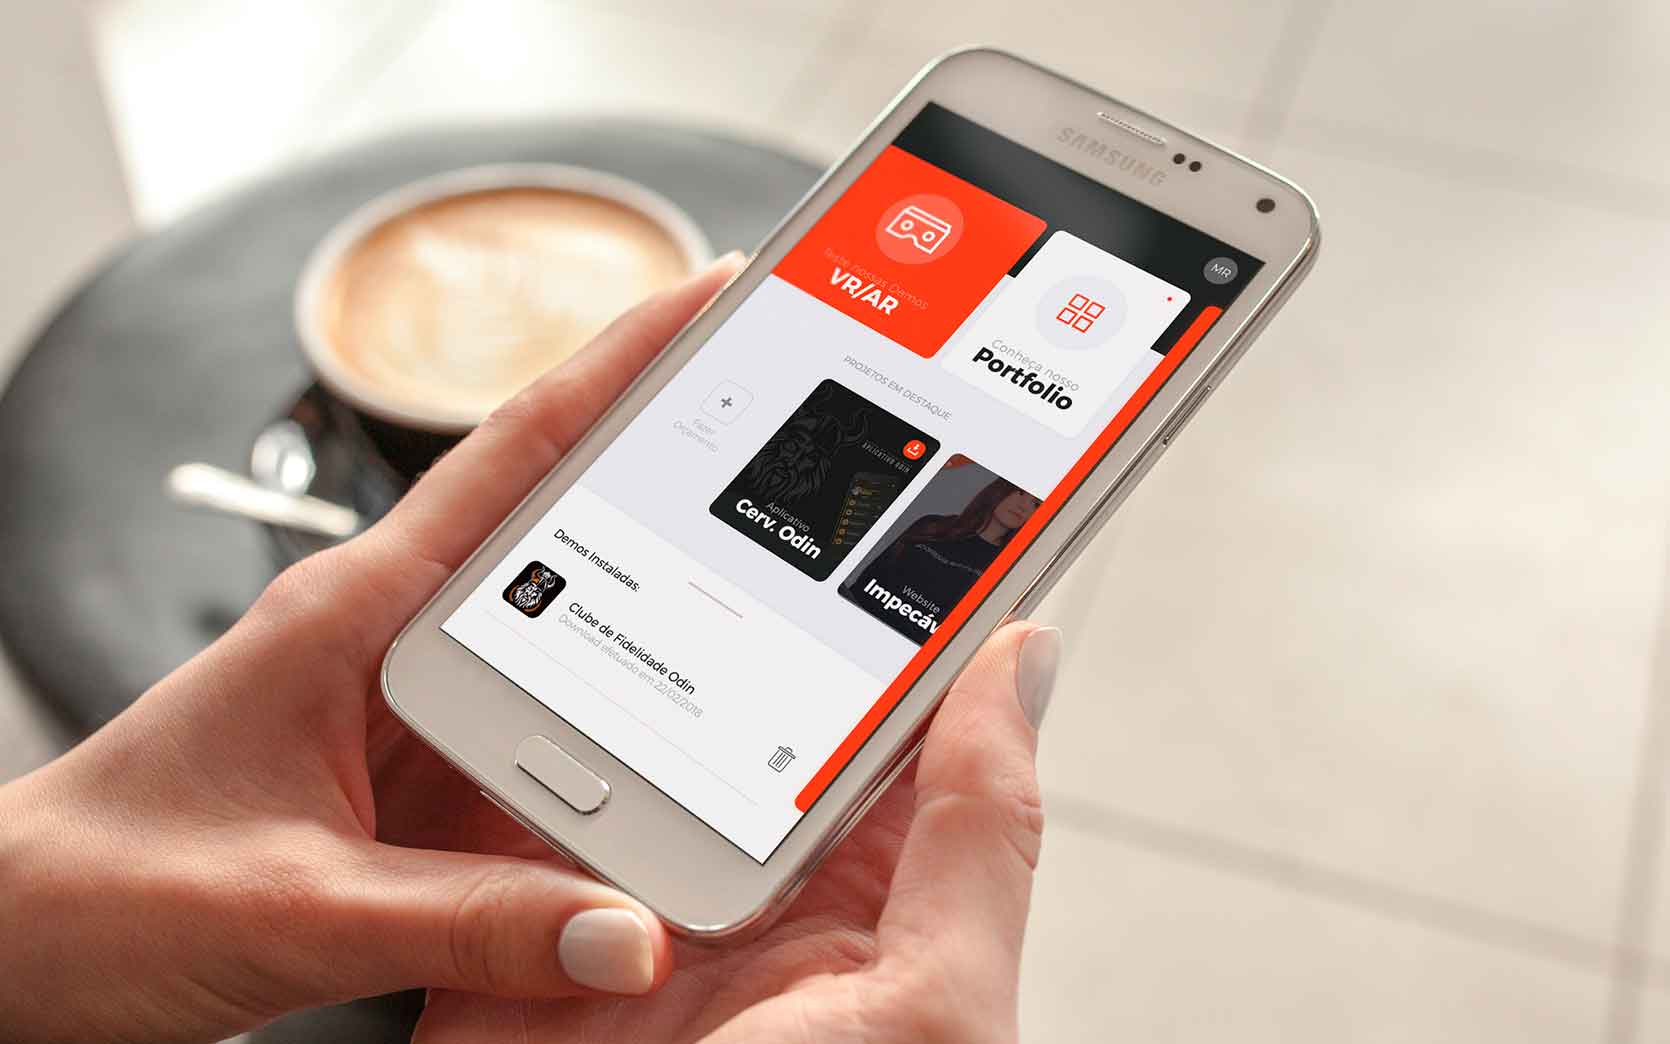 SAMSUNG
MR
Teste nossas Demos
VR/AR
Conheça nosso
Portfolio
PROJETOS EM DESTAQUE:
Fazer
Orçamento
APLICATIVO ODIN
Aplicativo
Cerv. Odin
Website
Impecáv
Demos Instaladas:
Clube de Fidelidade Odin
Download efetuado em 22/02/2018